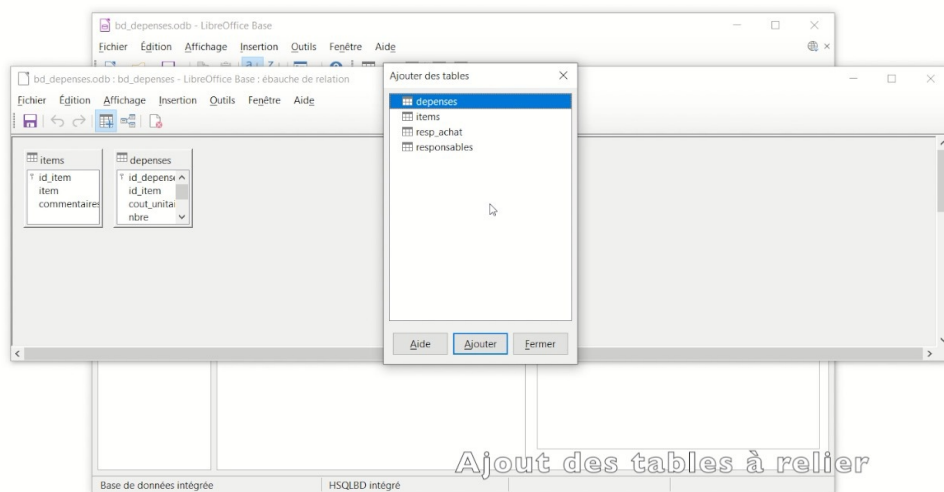 bd_depenses.odb - LibreOffice Base
Fichier Édition Affichage Insertion Outils Fenêtre Aide
bd_depenses.odb : bd_depenses - LibreOffice Base : ébauche de relation
Fichier Édition Affichage Insertion Outils Fenêtre Aide
Ajouter des tables
depenses
items
resp_achat
responsables
Aide Ajouter Fermer
items
id_item
item
commentaires
depenses
id_depense
id_item
cout_unitai
nbre
Ajout des tables à relier
Base de données intégrée HSQLBD intégré